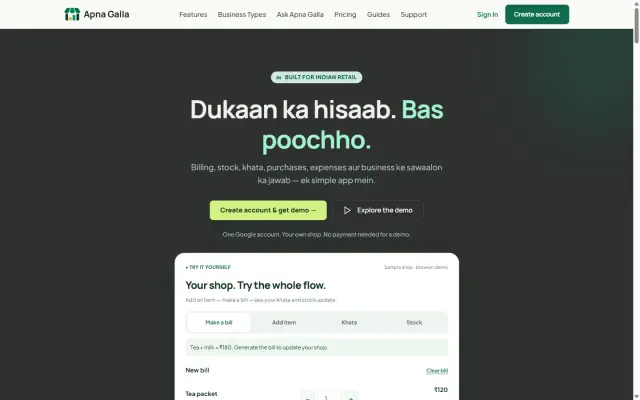 Apna Galla
Features Business Types Ask Apna Galla Pricing Guides Support
Sign In Create account
BUILT FOR INDIAN RETAIL
Dukaan ka hisaab. Bas
poochho.
Billing, stock, khata, purchases, expenses aur business ke sawaalon
ka jawab — ek simple app mein.
Create account & get demo → Explore the demo
One Google account. Your own shop. No payment needed for a demo.
• TRY IT YOURSELF Sample shop · browser demo
Your shop. Try the whole flow.
Add an item — make a bill — see your khata and stock update.
Make a bill Add item Khata Stock
Tea + milk = ₹180. Generate the bill to update your shop.
New bill Clear bill
₹120
Tea packet − 1 +